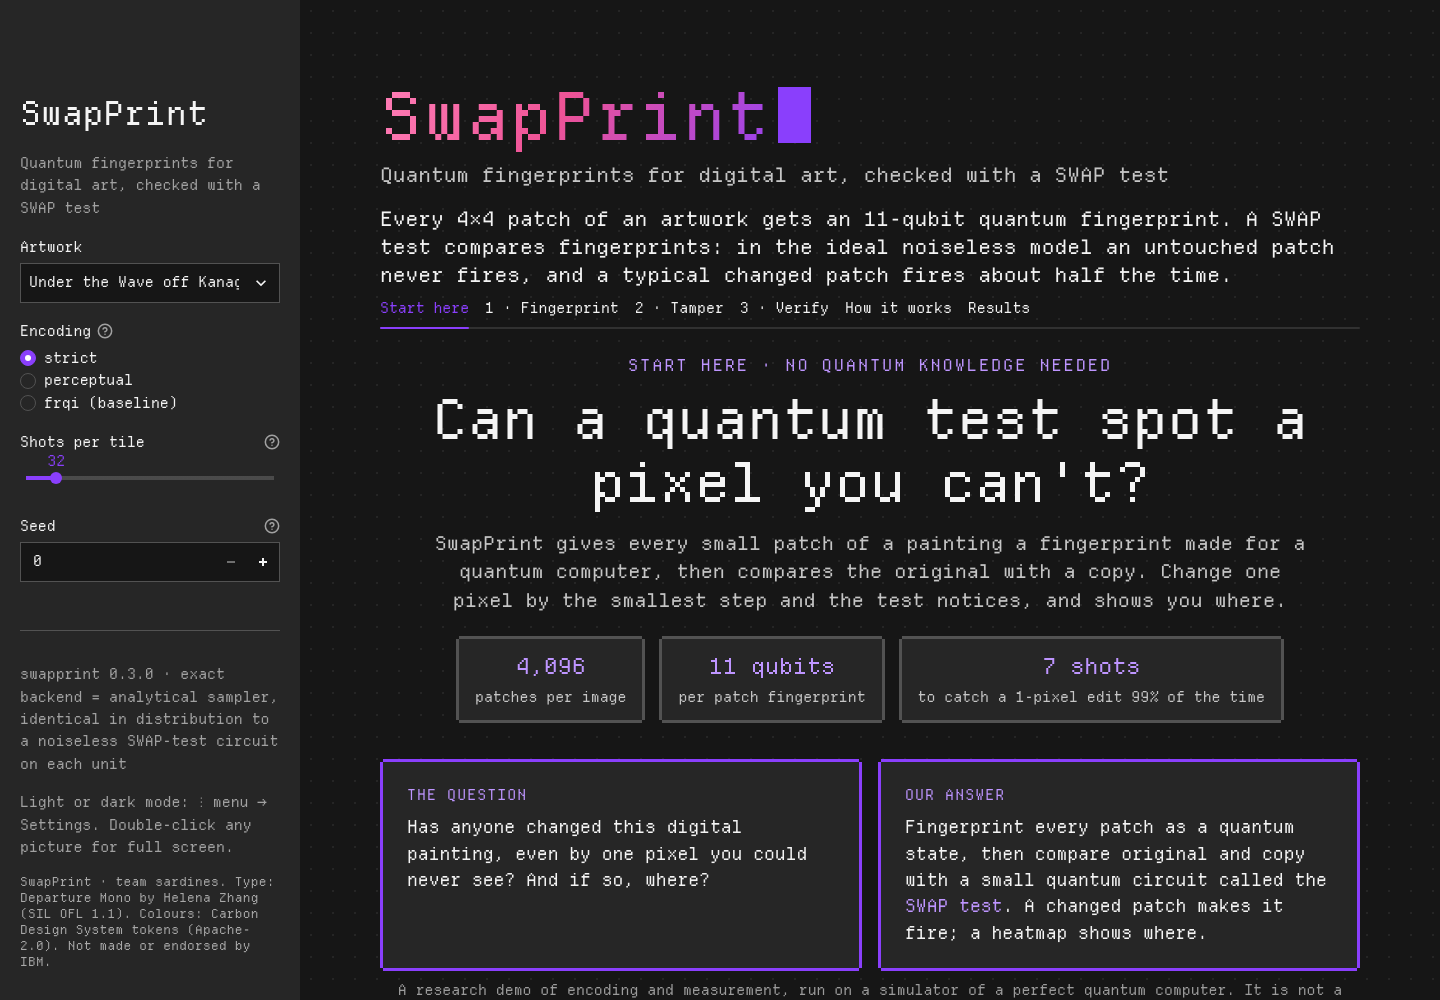 SwapPrint
Quantum fingerprints for
digital art, checked with a
SWAP test
Artwork
Under the Wave off Kanag
Encoding
strict
perceptual
frqi (baseline)
Shots per tile
32
Seed
0
swapprint 0.3.0 · exact
backend = analytical sampler,
identical in distribution to
a noiseless SWAP-test circuit
on each unit
Light or dark mode: ⋮ menu →
Settings. Double-click any
picture for full screen.
SwapPrint · team sardines. Type:
Departure Mono by Helena Zhang
(SIL OFL 1.1). Colours: Carbon
Design System tokens (Apache-
2.0). Not made or endorsed by
IBM.
SwapPrint
Quantum fingerprints for digital art, checked with a SWAP test
Every 4×4 patch of an artwork gets an 11-qubit quantum fingerprint. A SWAP
test compares fingerprints: in the ideal noiseless model an untouched patch
never fires, and a typical changed patch fires about half the time.
Start here 1 · Fingerprint 2 · Tamper 3 · Verify How it works Results
START HERE · NO QUANTUM KNOWLEDGE NEEDED
Can a quantum test spot a
pixel you can't?
SwapPrint gives every small patch of a painting a fingerprint made for a
quantum computer, then compares the original with a copy. Change one
pixel by the smallest step and the test notices, and shows you where.
4,096
patches per image
11 qubits
per patch fingerprint
7 shots
to catch a 1-pixel edit 99% of the time
THE QUESTION
Has anyone changed this digital
painting, even by one pixel you could
never see? And if so, where?
OUR ANSWER
Fingerprint every patch as a quantum
state, then compare original and copy
with a small quantum circuit called the
SWAP test. A changed patch makes it
fire; a heatmap shows where.
A research demo of encoding and measurement, run on a simulator of a perfect quantum computer. It is not a